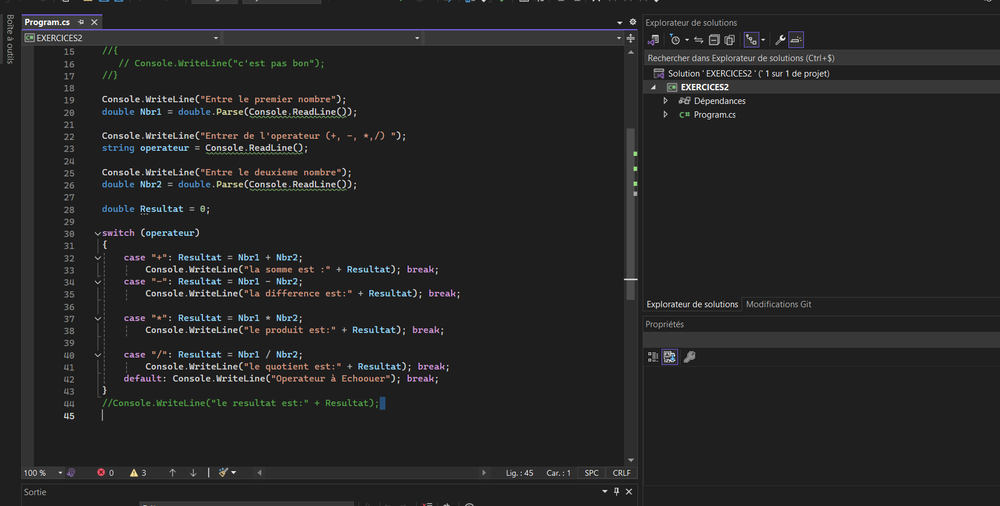 Boîte à outils
Program.cs
EXERCICES2
15 //{
16 // Console.WriteLine("c'est pas bon");
17 //}
18
19 Console.WriteLine("Entre le premier nombre");
20 double Nbr1 = double.Parse(Console.ReadLine());
21
22 Console.WriteLine("Entrer de l'operateur (+, -, *,/) ");
23 string operateur = Console.ReadLine();
24
25 Console.WriteLine("Entre le deuxieme nombre");
26 double Nbr2 = double.Parse(Console.ReadLine());
27
28 double Resultat = 0;
29
30 switch (operateur)
31 {
32 case "+": Resultat = Nbr1 + Nbr2;
33 Console.WriteLine("la somme est :" + Resultat); break;
34 case "-": Resultat = Nbr1 - Nbr2;
35 Console.WriteLine("la difference est:" + Resultat); break;
36
37 case "*": Resultat = Nbr1 * Nbr2;
38 Console.WriteLine("le produit est:" + Resultat); break;
39
40 case "/": Resultat = Nbr1 / Nbr2;
41 Console.WriteLine("le quotient est:" + Resultat); break;
42 default: Console.WriteLine("Operateur à Echoouer"); break;
43 }
44 //Console.WriteLine("le resultat est:" + Resultat);
45
100 % 0 3 Lig. : 45 Car. : 1 SPC CRLF
Sortie
Explorateur de solutions
Rechercher dans Explorateur de solutions (Ctrl+$)
Solution ' EXERCICES2 ' (' 1 sur 1 de projet)
C# EXERCICES2
Dépendances
C# Program.cs
Explorateur de solutions Modifications Git
Propriétés